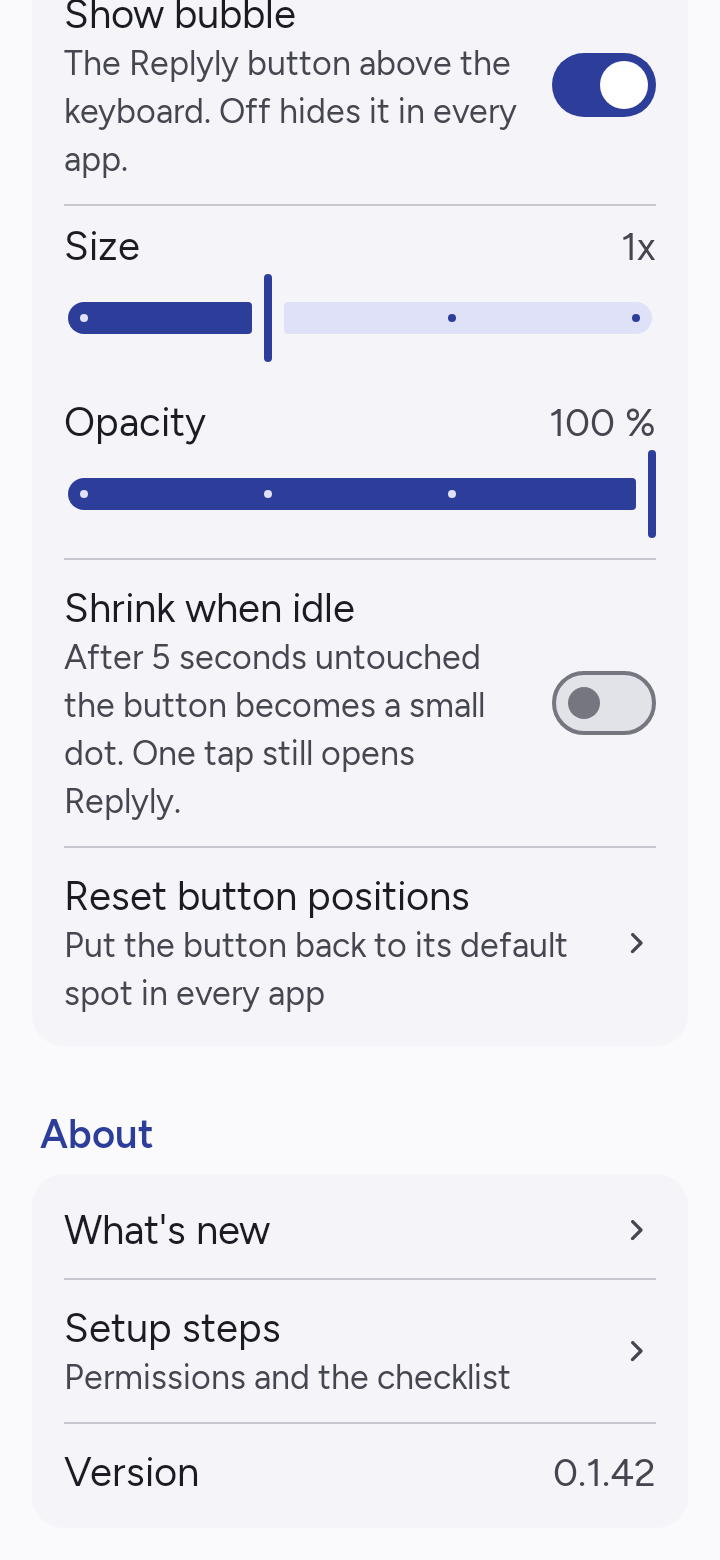 Show bubble
The Replyly button above the
keyboard. Off hides it in every
app.
Size 1x
Opacity 100 %
Shrink when idle
After 5 seconds untouched
the button becomes a small
dot. One tap still opens
Replyly.
Reset button positions
Put the button back to its default
spot in every app
About
What's new
Setup steps
Permissions and the checklist
Version 0.1.42